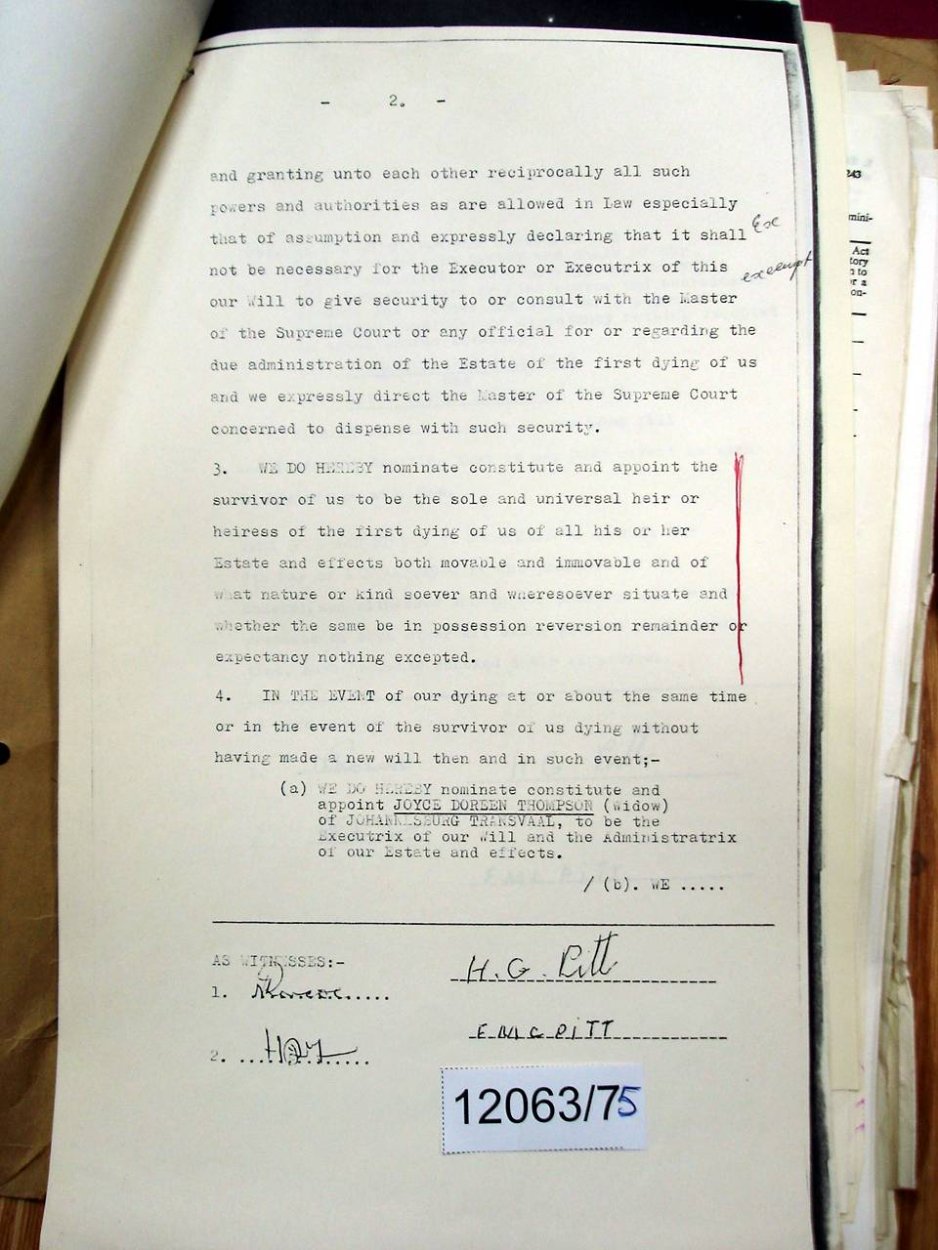 - 2. -
and granting unto each other reciprocally all such
powers and authorities as are allowed in Law especially
that of assumption and expressly declaring that it shall
Exc
not be necessary for the Executor or Executrix of this
exempt
our Will to give security to or consult with the Master
of the Supreme Court or any official for or regarding the
due administration of the Estate of the first dying of us
and we expressly direct the Master of the Supreme Court
concerned to dispense with such security.
3. WE DO HEREBY nominate constitute and appoint the
survivor of us to be the sole and universal heir or
heiress of the first dying of us of all his or her
Estate and effects both movable and immovable and of
what nature or kind soever and wheresoever situate and
whether the same be in possession reversion remainder or
expectancy nothing excepted.
4. IN THE EVENT of our dying at or about the same time
or in the event of the survivor of us dying without
having made a new will then and in such event;-
(a) WE DO HEREBY nominate constitute and
appoint JOYCE DOREEN THOMPSON (Widow)
of JOHANNESBURG TRANSVAAL, to be the
Executrix of our Will and the Administratrix
of our Estate and effects.
/ (b). WE .....
AS WITNESSES:-
H.G. Pitt
1.
E M C PITT
2.
12063/75
243
mini-
Act
tory
n to
r a
on-